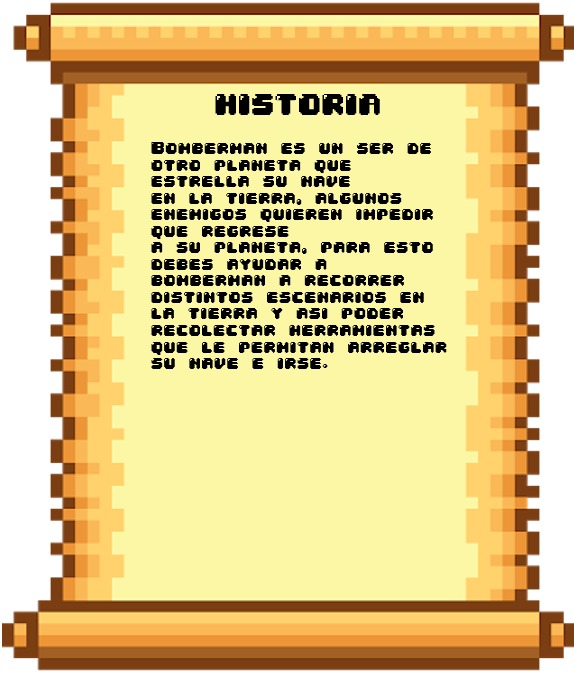 HISTORIA
BOMBERMAN ES UN SER DE
OTRO PLANETA QUE
ESTRELLA SU NAVE
EN LA TIERRA, ALGUNOS
ENEMIGOS QUIEREN IMPEDIR
QUE REGRESE
A SU PLANETA, PARA ESTO
DEBES AYUDAR A
BOMBERMAN A RECORRER
DISTINTOS ESCENARIOS EN
LA TIERRA Y ASI PODER
RECOLECTAR HERRAMIENTAS
QUE LE PERMITAN ARREGLAR
SU NAVE E IRSE.